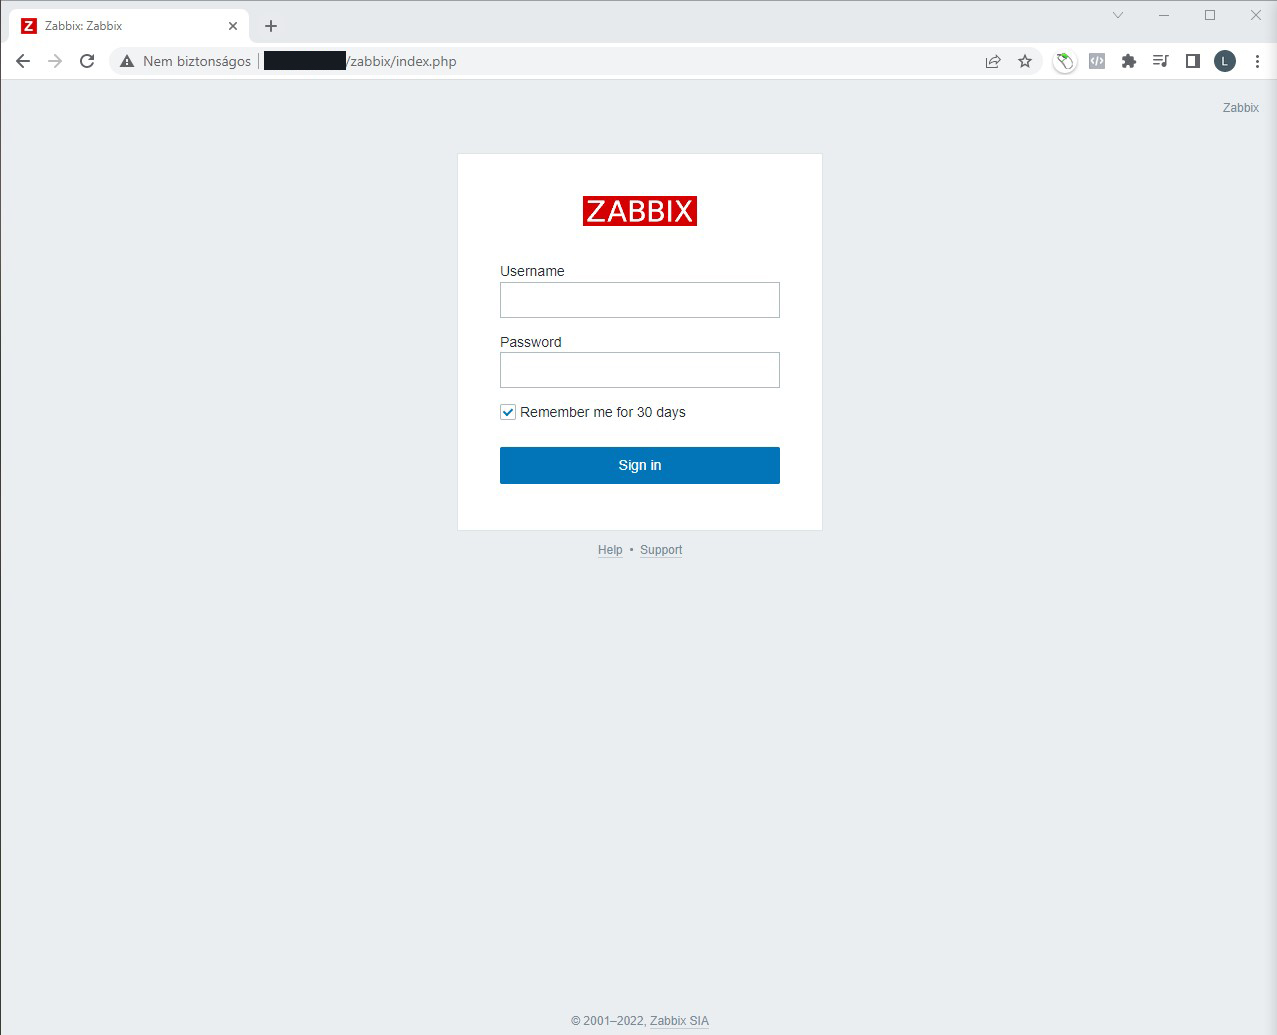 Z Zabbix: Zabbix
Nem biztonságos | /zabbix/index.php
L
Zabbix
ZABBIX
Username
Password
Remember me for 30 days
Sign in
Help • Support
© 2001–2022, Zabbix SIA